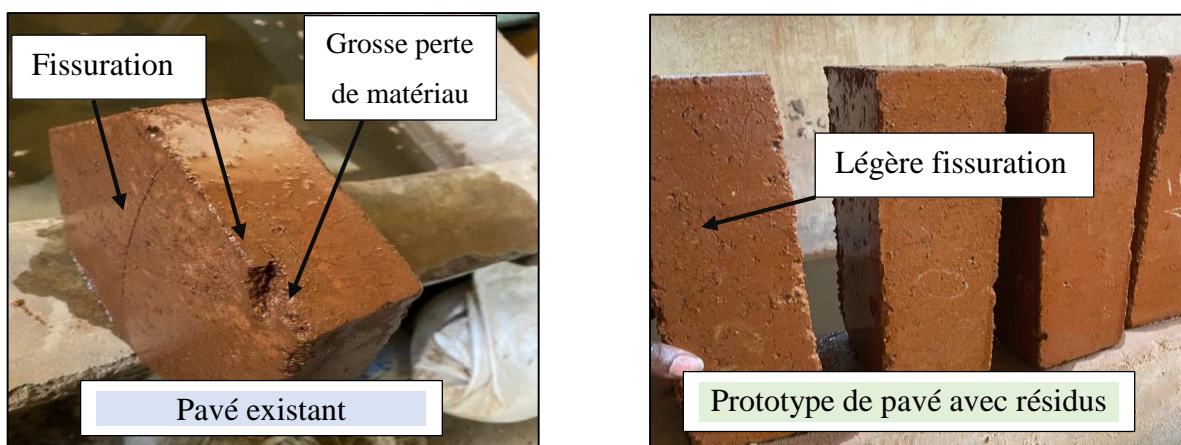 Fissuration
Grosse perte
de matériau
Pavé existant
Légère fissuration
Prototype de pavé avec résidus